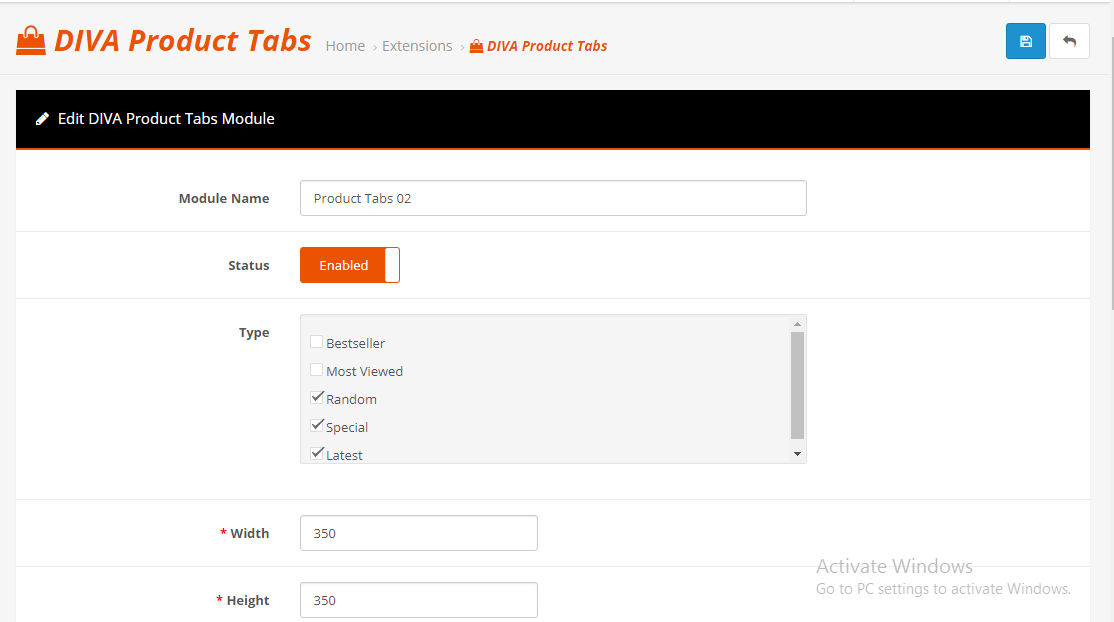 DIVA Product Tabs Home › Extensions › DIVA Product Tabs
Edit DIVA Product Tabs Module
Module Name Product Tabs 02
Status Enabled
Type
Bestseller
Most Viewed
Random
Special
Latest
* Width 350
Activate Windows
Go to PC settings to activate Windows.
* Height 350